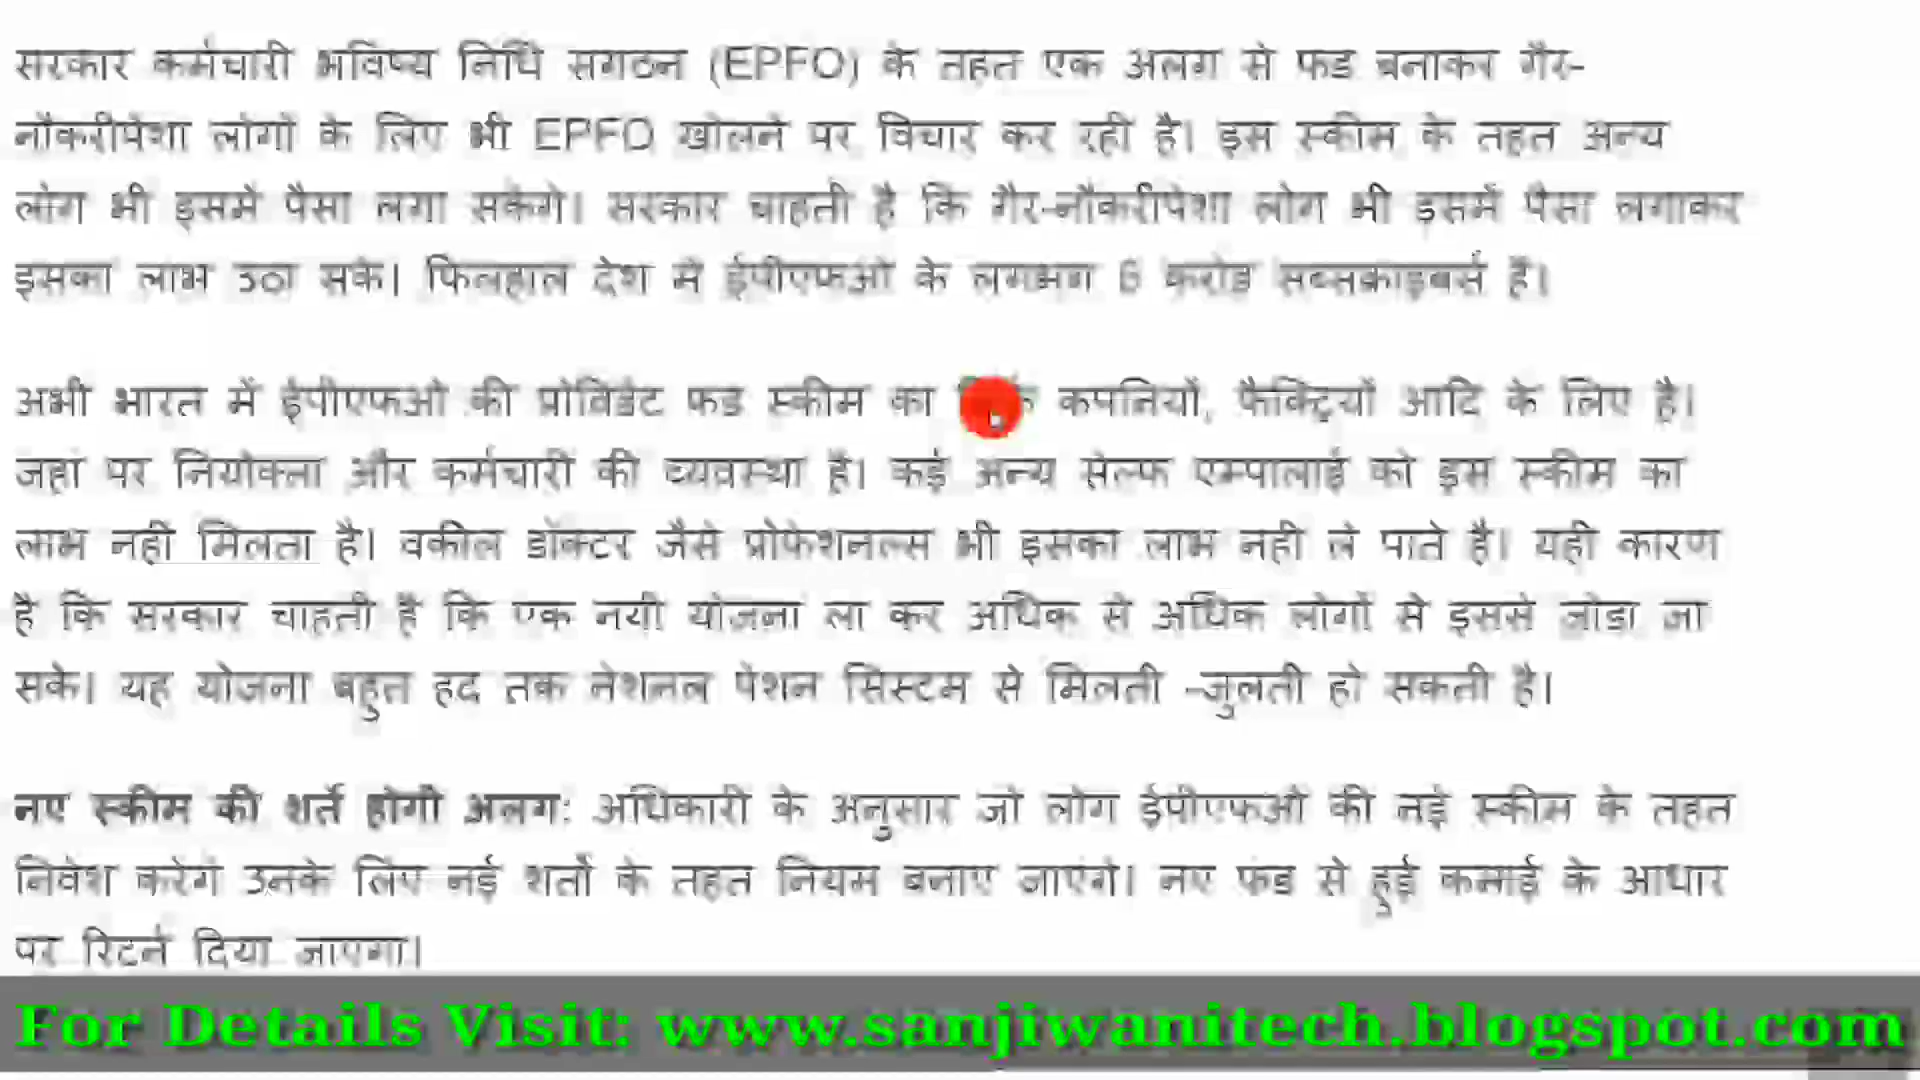 सरकार कर्मचारी भविष्य निधि संगठन (EPFO) के तहत एक अलग से फंड बनाकर गैर-
नौकरीपेशा लोगों के लिए भी EPFO खोलने पर विचार कर रही है। इस स्कीम के तहत अन्य
लोग भी इसमें पैसा लगा सकेंगे। सरकार चाहती है कि गैर-नौकरीपेशा लोग भी इसमें पैसा लगाकर
इसका लाभ उठा सकें। फिलहाल देश में ईपीएफओ के लगभग 6 करोड़ सब्सक्राइबर्स हैं।
अभी भारत में ईपीएफओ की प्रोविडेंट फंड स्कीम का कंपनियों, फैक्ट्रियों आदि के लिए है।
जहां पर नियोक्ता और कर्मचारी की व्यवस्था है। कई अन्य सेल्फ एम्पलाई को इस स्कीम का
लाभ नहीं मिलता है। वकील डॉक्टर जैसे प्रोफेशनल्स भी इसका लाभ नहीं ले पाते है। यही कारण
है कि सरकार चाहती है कि एक नयी योजना ला कर अधिक से अधिक लोगों से इससे जोड़ा जा
सके। यह योजना बहुत हद तक नेशनल पेंशन सिस्टम से मिलती -जुलती हो सकती है।
नए स्कीम की शर्तें होंगी अलग: अधिकारी के अनुसार जो लोग ईपीएफओ की नई स्कीम के तहत
निवेश करेंगे उनके लिए नई शर्तों के तहत नियम बनाए जाएंगे। नए फंड से हुई कमाई के आधार
पर रिटर्न दिया जाएगा।
For Details Visit: www.sanjiwanitech.blogspot.com